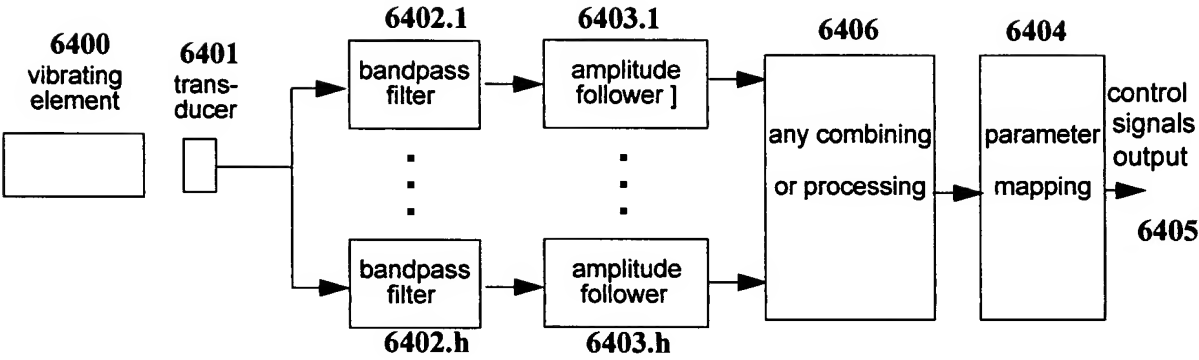 6400
vibrating
element
6401
trans-
ducer
6402.1
bandpass
filter
6403.1
amplitude
follower ]
6406
any combining
or processing
6404
parameter
mapping
control
signals
output
6405
bandpass
filter
6402.h
amplitude
follower
6403.h